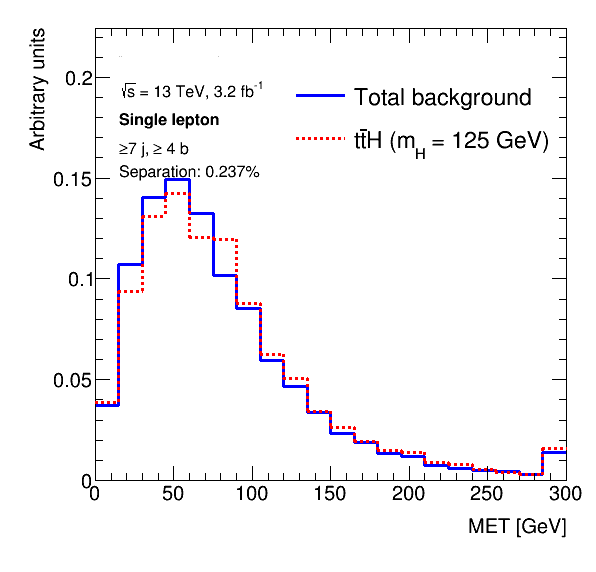 Arbitrary units
0.2
0.15
0.1
0.05
0
√s = 13 TeV, 3.2 fb⁻¹
Single lepton
≥7 j, ≥ 4 b
Separation: 0.237%
Total background
tt̄H (m_H = 125 GeV)
0 50 100 150 200 250 300
MET [GeV]